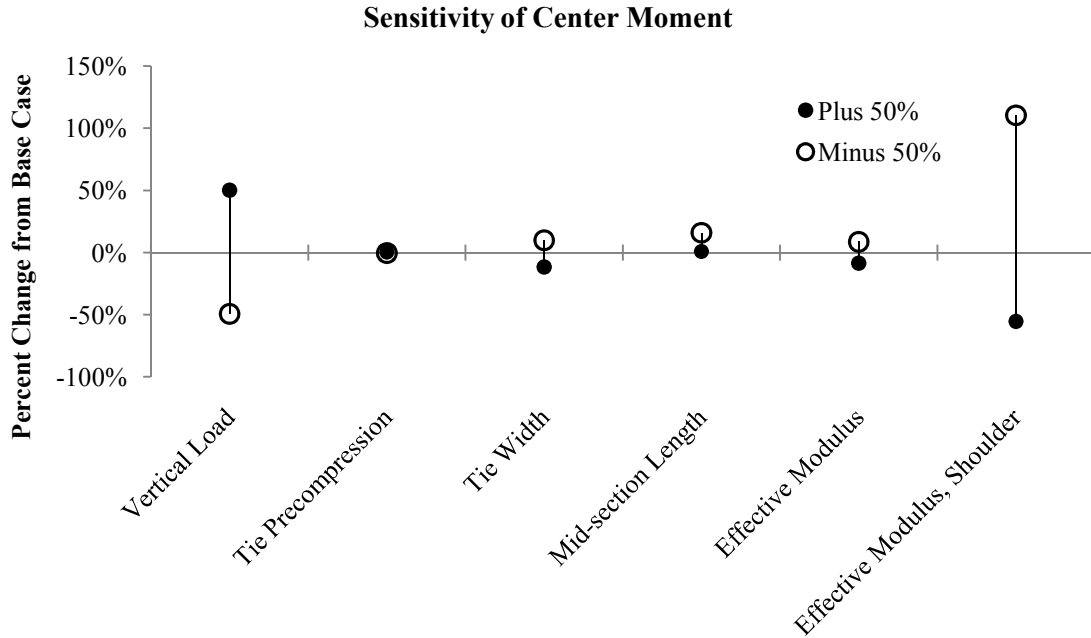 Sensitivity of Center Moment
Percent Change from Base Case
150%
100%
50%
0%
-50%
-100%
Plus 50%
Minus 50%
Vertical Load
Tie Precompression
Tie Width
Mid-section Length
Effective Modulus
Effective Modulus, Shoulder